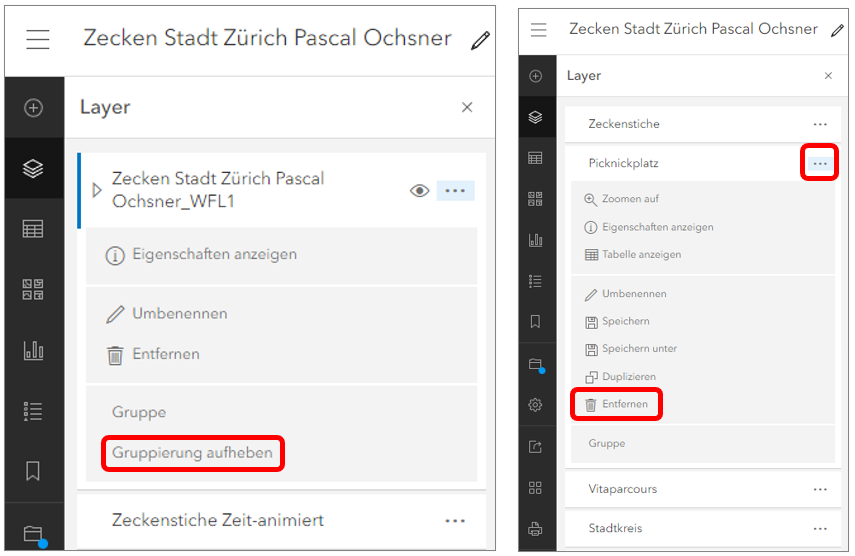 Zecken Stadt Zürich Pascal Ochsner
Layer
Zecken Stadt Zürich Pascal
Ochsner_WFL1
Eigenschaften anzeigen
Umbenennen
Entfernen
Gruppe
Gruppierung aufheben
Zeckenstiche Zeit-animiert
Zecken Stadt Zürich Pascal Ochsner
Layer
Zeckenstiche
Picknickplatz
Zoomen auf
Eigenschaften anzeigen
Tabelle anzeigen
Umbenennen
Speichern
Speichern unter
Duplizieren
Entfernen
Gruppe
Vitaparcours
Stadtkreis